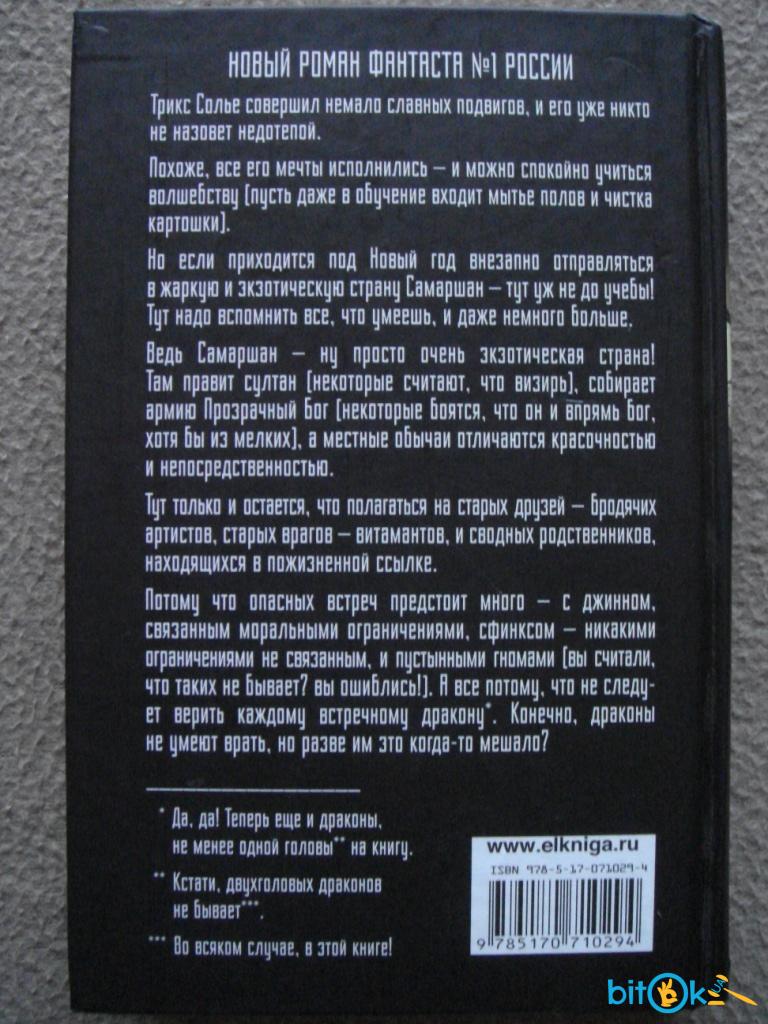 НОВЫЙ РОМАН ФАНТАСТА №1 РОССИИ
Трикс Солье совершил немало славных подвигов, и его уже никто
не назовет недотепой.
Похоже, все его мечты исполнились — и можно спокойно учиться
волшебству (пусть даже в обучение входит мытье полов и чистка
картошки).
Но если приходится под Новый год внезапно отправляться
в жаркую и экзотическую страну Самаршан — тут уж не до учебы!
Тут надо вспомнить все, что умеешь, и даже немного больше.
Ведь Самаршан — ну просто очень экзотическая страна!
Там правит султан (некоторые считают, что визирь), собирает
армию Прозрачный Бог (некоторые боятся, что он и впрямь бог,
хотя бы из мелких), а местные обычаи отличаются красочностью
и непосредственностью.
Тут только и остается, что полагаться на старых друзей — бродячих
артистов, старых врагов — витамантов, и сводных родственников,
находящихся в пожизненной ссылке.
Потому что опасных встреч предстоит много — с джинном,
связанным моральными ограничениями, сфинксом — никакими
ограничениями не связанным, и пустынными гномами (вы считали,
что таких не бывает? вы ошиблись!). А все потому, что не следу-
ет верить каждому встречному дракону*. Конечно, драконы
не умеют врать, но разве им это когда-то мешало?
* Да, да! Теперь еще и драконы,
не менее одной головы** на книгу.
** Кстати, двухголовых драконов
не бывает***.
*** Во всяком случае, в этой книге!
www.elkniga.ru
ISBN 978-5-17-071029-4
9 785170 710294
bitOk
UA